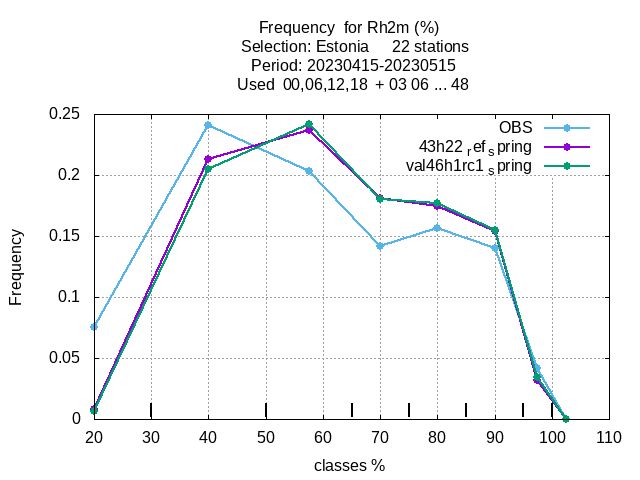 Frequency for Rh2m (%)
Selection: Estonia 22 stations
Period: 20230415-20230515
Used 00,06,12,18 + 03 06 ... 48
OBS
43h22 ref spring
val46h1rc1 spring
Frequency
0.25
0.2
0.15
0.1
0.05
0
20 30 40 50 60 70 80 90 100 110
classes %